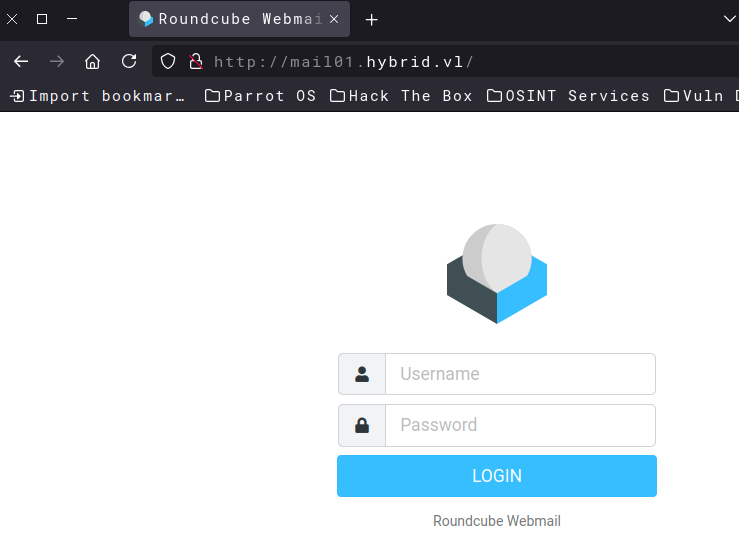 Roundcube Webmai
http://mail01.hybrid.vl/
Import bookmar… Parrot OS Hack The Box OSINT Services Vuln
Username
Password
LOGIN
Roundcube Webmail